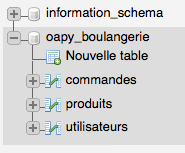 information_schema
oapy_boulangerie
Nouvelle table
commandes
produits
utilisateurs